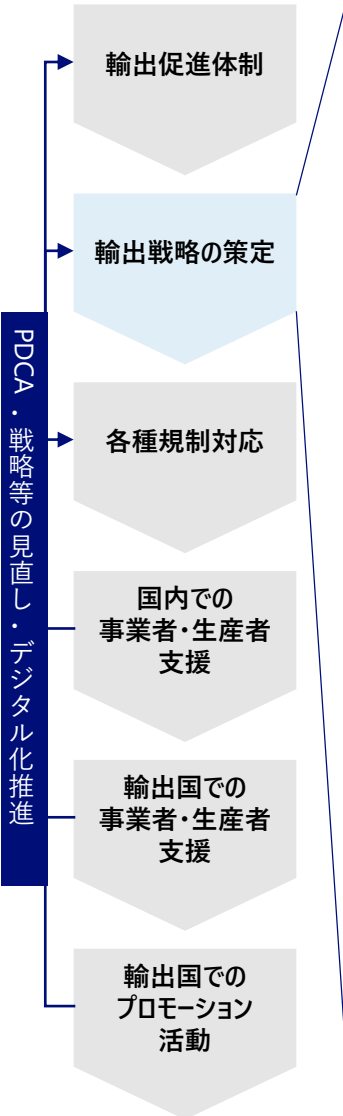 輸出促進体制
輸出戦略の策定
各種規制対応
国内での
事業者・生産者
支援
輸出国での
事業者・生産者
支援
輸出国での
プロモーション
活動
PDCA・戦略等の見直し・デジタル化推進